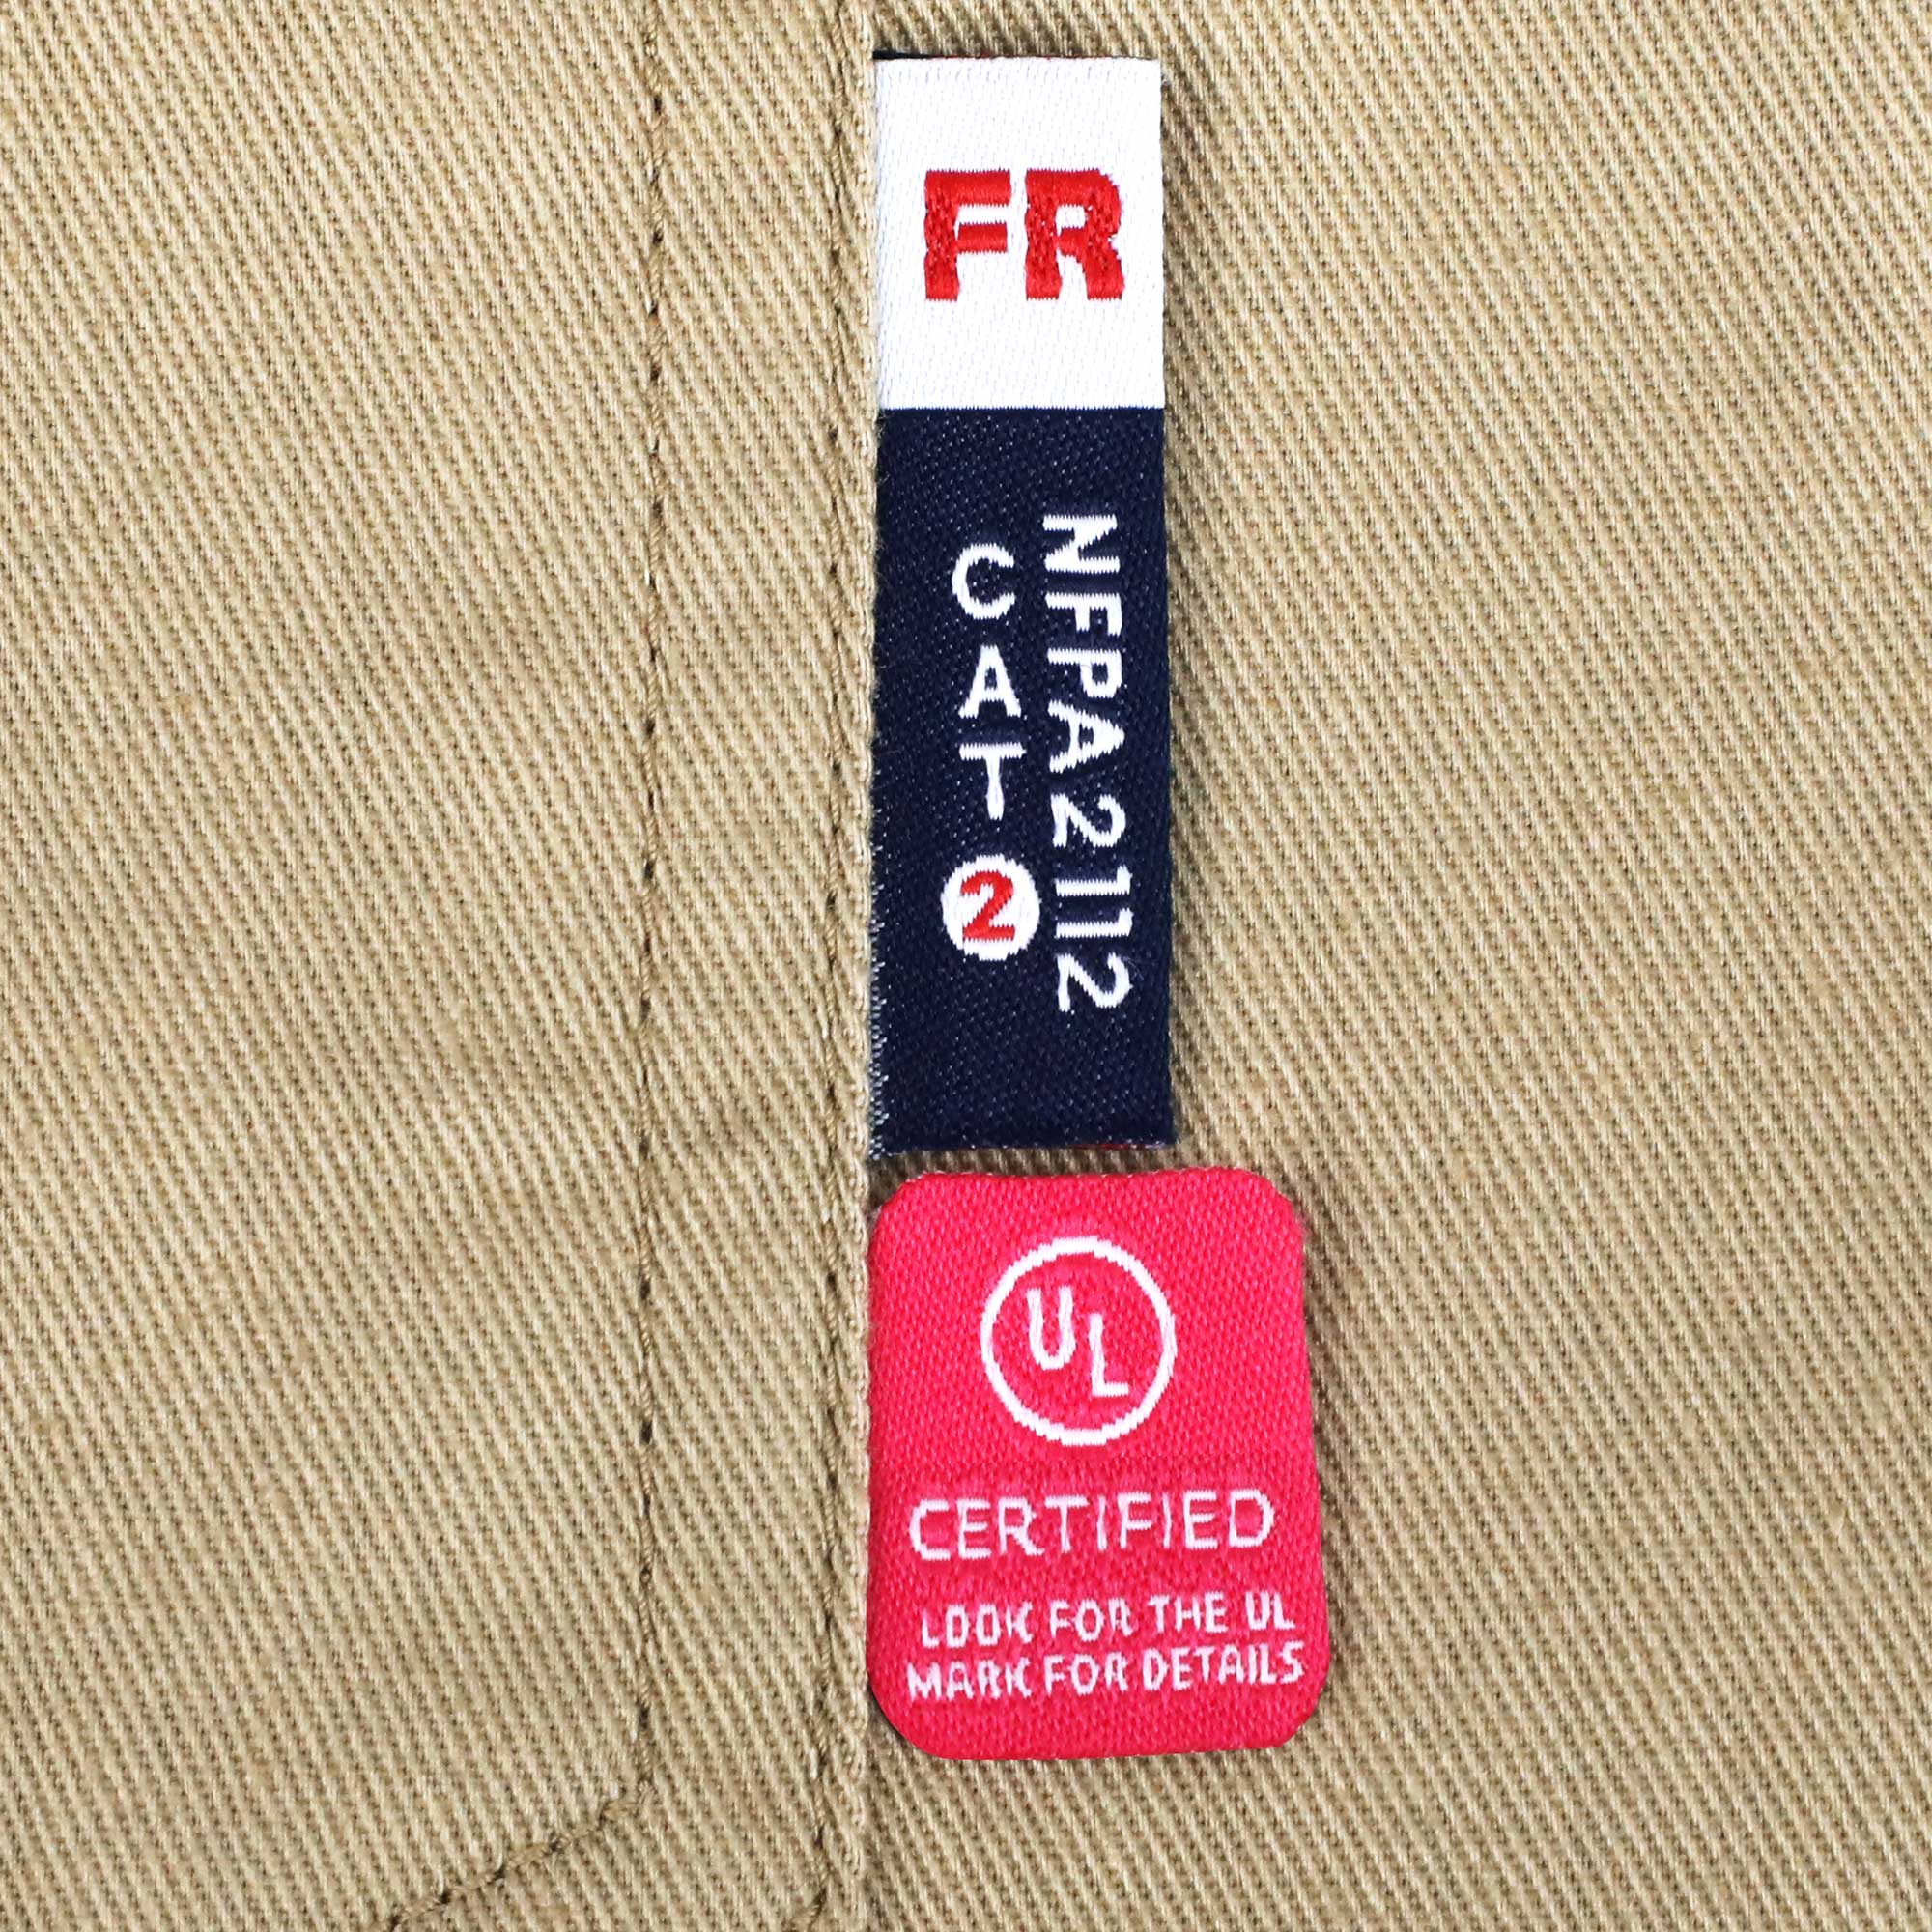 FR
NFPA 2112
CAT 2
UL
CERTIFIED
LOOK FOR THE UL
MARK FOR DETAILS